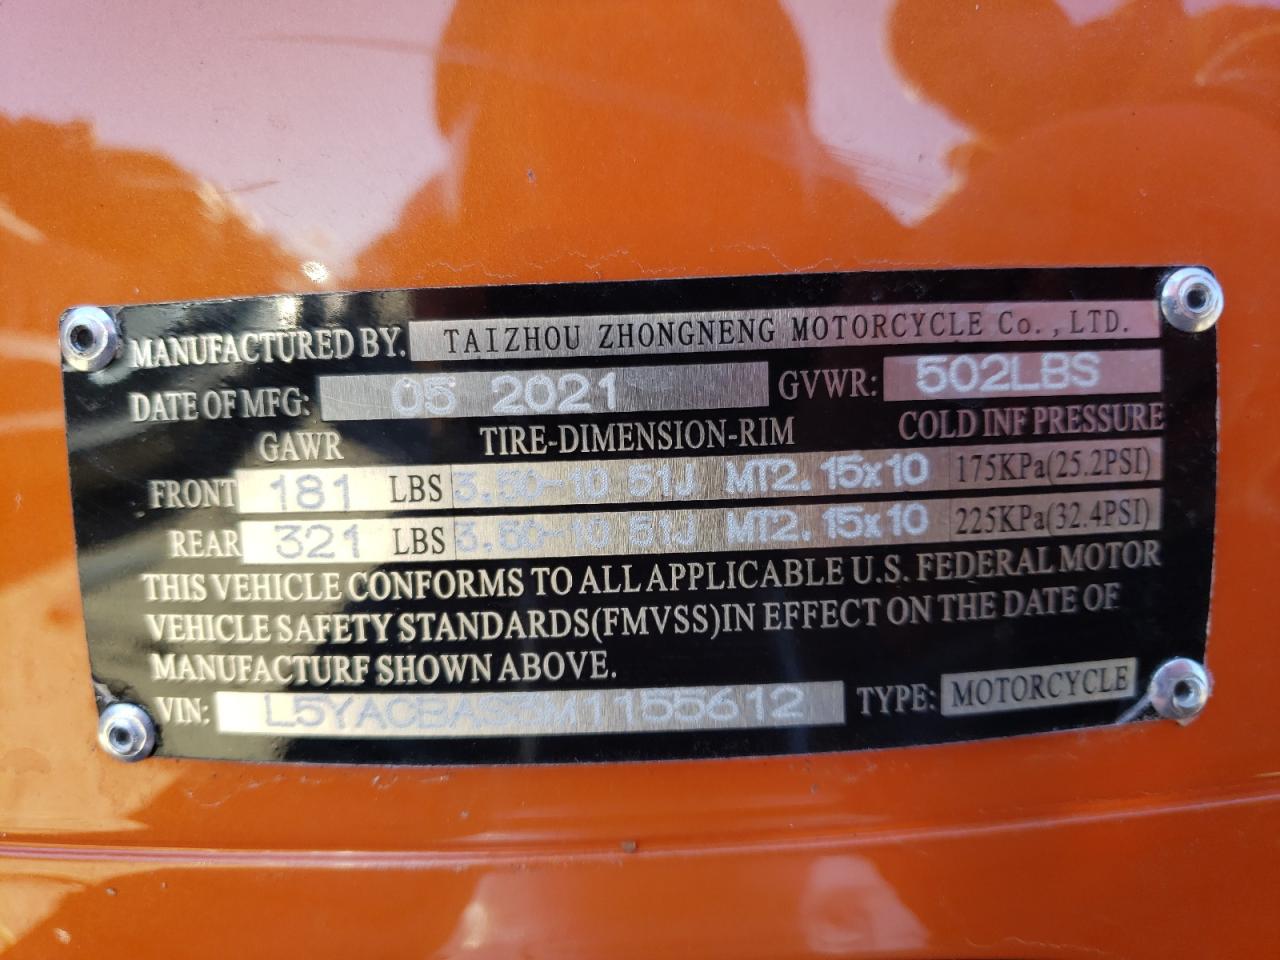 MANUFACTURED BY. TAIZHOU ZHONGNENG MOTORCYCLE Co., LTD.
DATE OF MFG: 05 2021 GVWR: 502LBS
GAWR TIRE-DIMENSION-RIM COLD INF PRESSURE
FRONT 181 LBS 3.50-10 51J MT2.15x10 175KPa(25.2PSI)
REAR 321 LBS 3.50-10 51J MT2.15x10 225KPa(32.4PSI)
THIS VEHICLE CONFORMS TO ALL APPLICABLE U.S. FEDERAL MOTOR
VEHICLE SAFETY STANDARDS(FMVSS)IN EFFECT ON THE DATE OF
MANUFACTURF SHOWN ABOVE.
VIN: L5YACBAS3M1155612 TYPE: MOTORCYCLE